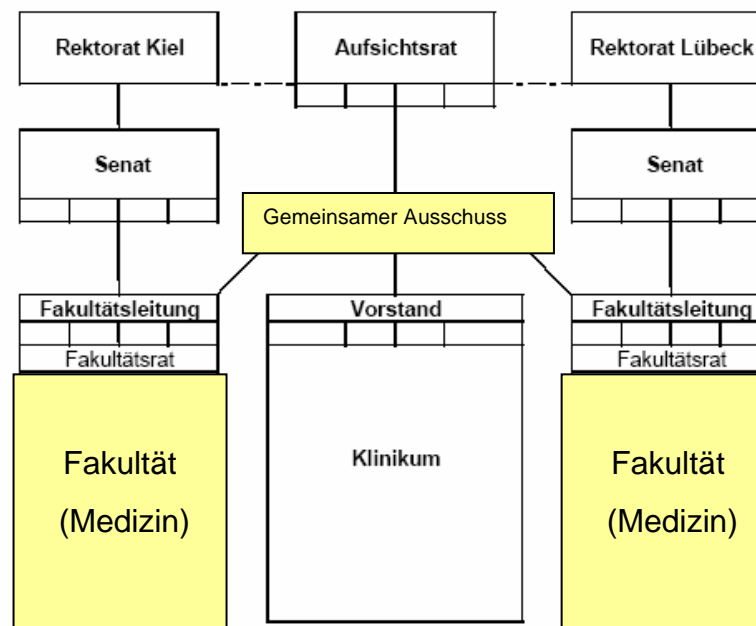 Rektorat Kiel
Aufsichtsrat
Rektorat Lübeck
Senat
Senat
Gemeinsamer Ausschuss
Fakultätsleitung
Vorstand
Fakultätsleitung
Fakultätsrat
Fakultätsrat
Fakultät
(Medizin)
Klinikum
Fakultät
(Medizin)